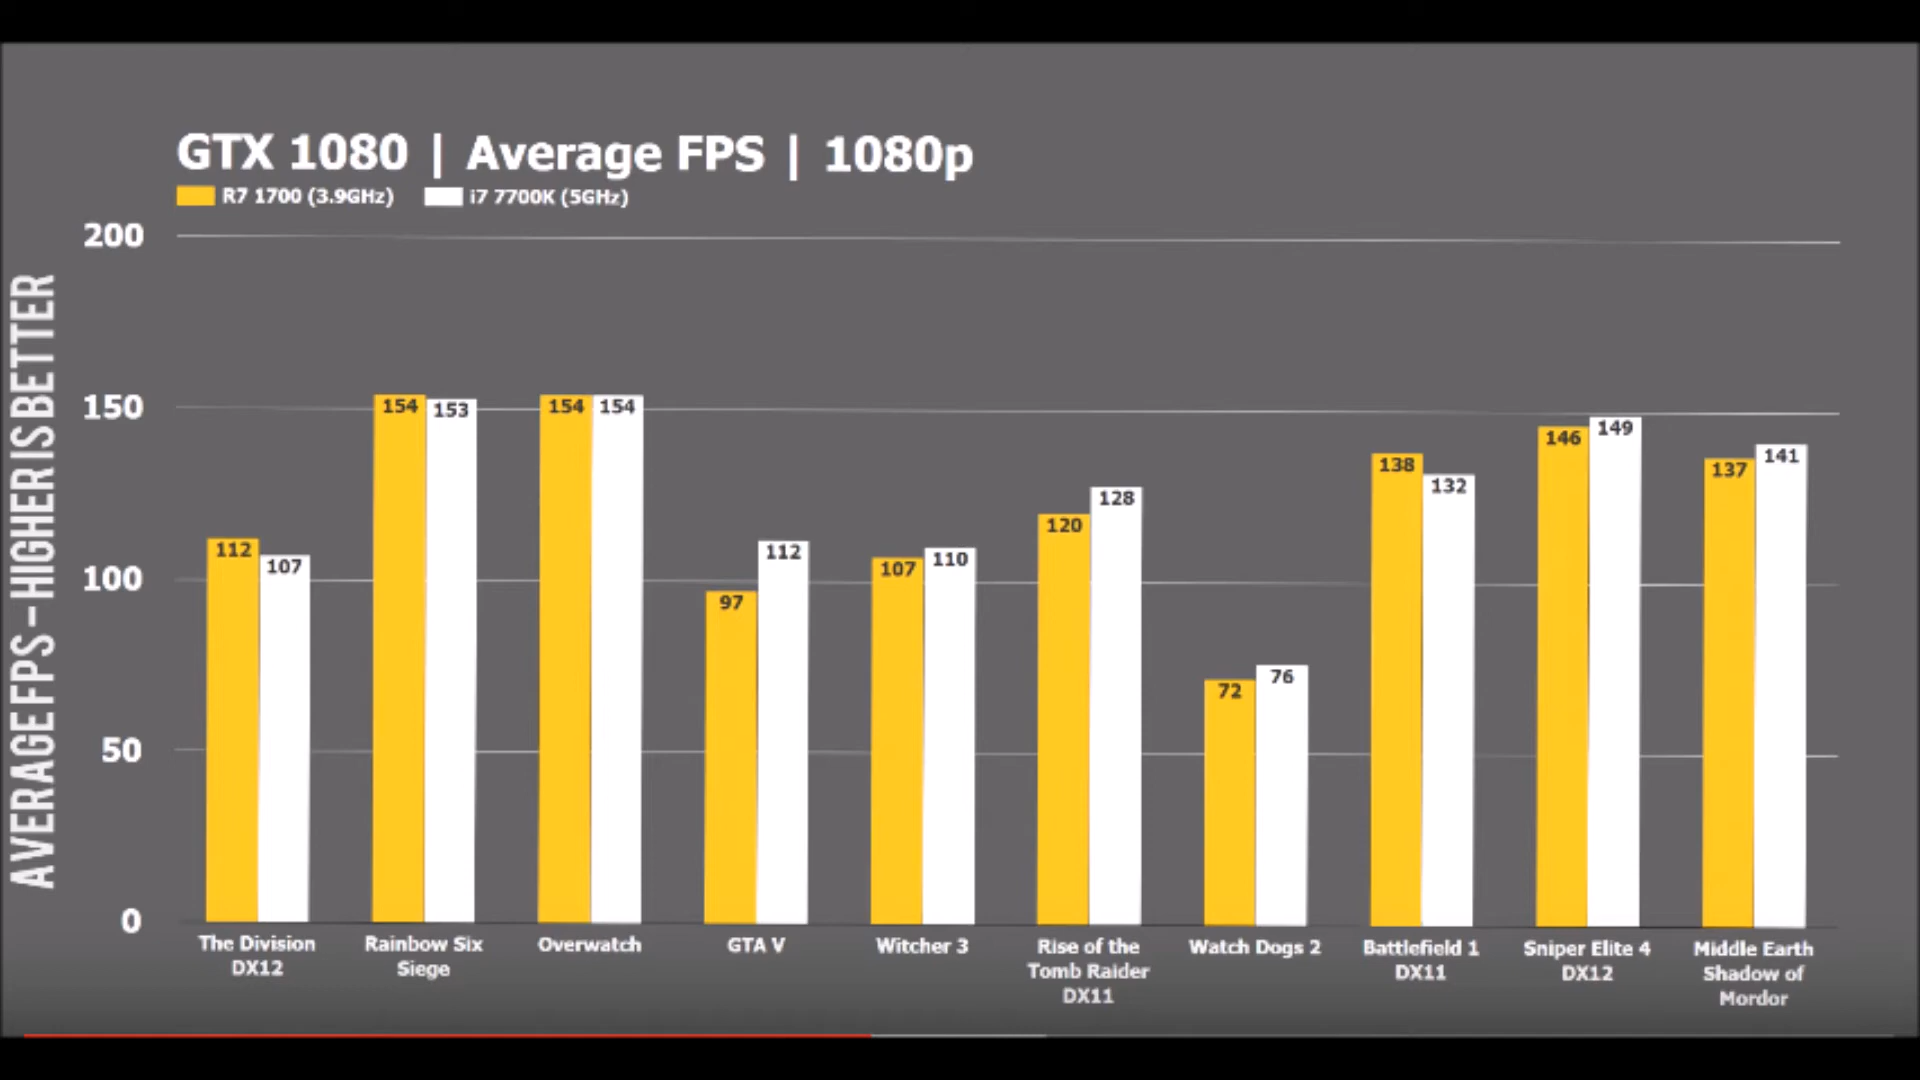 GTX 1080 | Average FPS | 1080p
R7 1700 (3.9GHz) i7 7700K (5GHz)
AVERAGE FPS - HIGHER IS BETTER
200
150
100
50
0
112 107
154 153
154 154
97 112
107 110
120 128
72 76
138 132
146 149
137 141
The Division
DX12
Rainbow Six
Siege
Overwatch
GTA V
Witcher 3
Rise of the
Tomb Raider
DX11
Watch Dogs 2
Battlefield 1
DX11
Sniper Elite 4
DX12
Middle Earth
Shadow of
Mordor